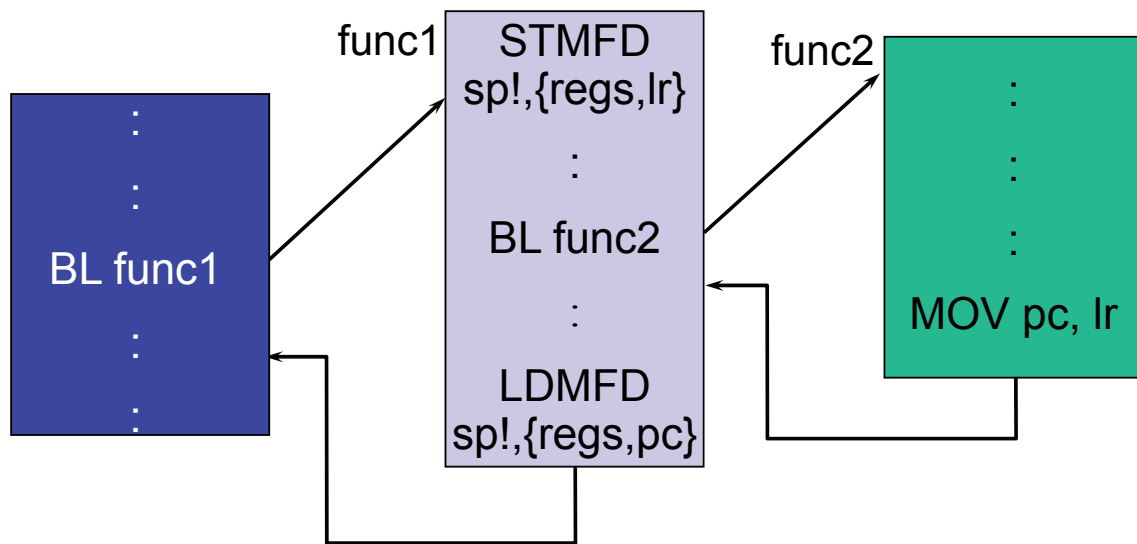 :
:
BL func1
:
:
func1
STMFD
sp!,{regs,lr}
:
BL func2
:
LDMFD
sp!,{regs,pc}
func2
:
:
:
MOV pc, lr